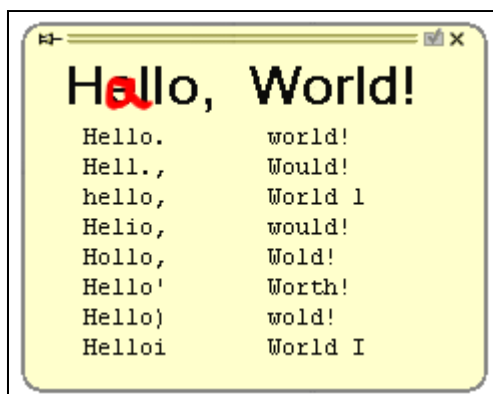 Hallo, World!
Hello. world!
Hell., Would!
hello, World l
Helio, would!
Hollo, Wold!
Hello' Worth!
Hello) wold!
Helloi World I